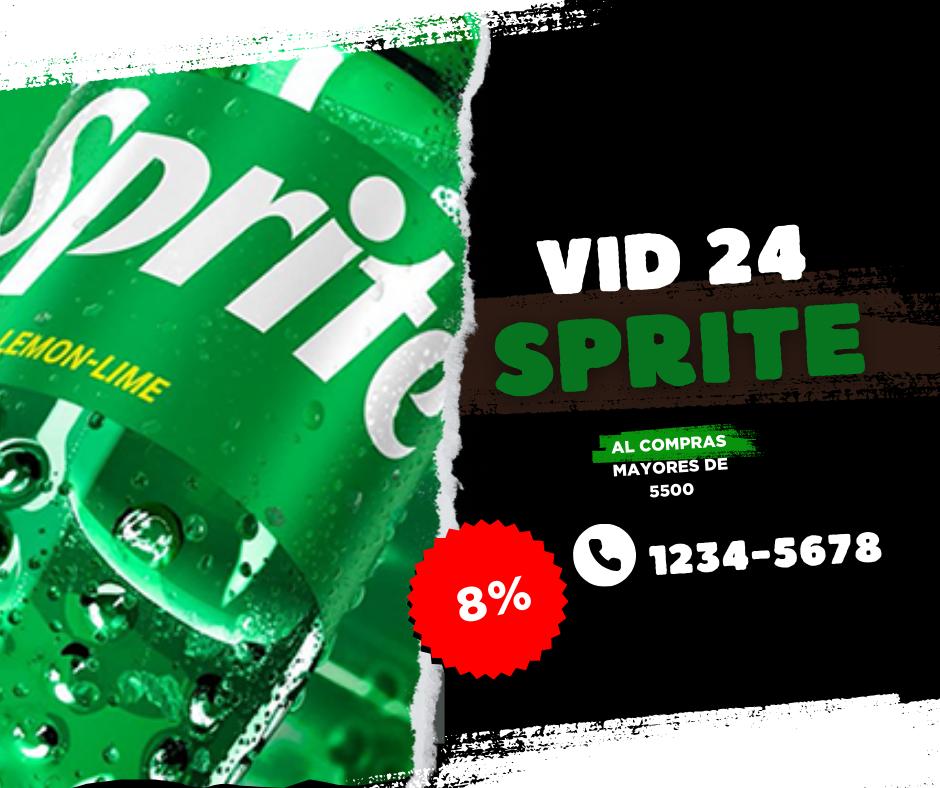 Sprite
LEMON-LIME
VID 24
SPRITE
AL COMPRAS
MAYORES DE
5500
1234-5678
8%